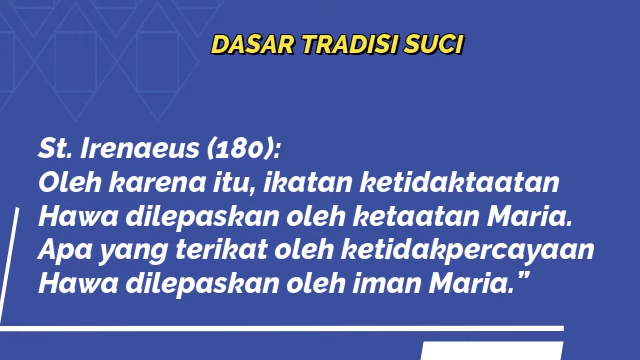 DASAR TRADISI SUCI
St. Irenaeus (180):
Oleh karena itu, ikatan ketidaktaatan
Hawa dilepaskan oleh ketaatan Maria.
Apa yang terikat oleh ketidakpercayaan
Hawa dilepaskan oleh iman Maria.”